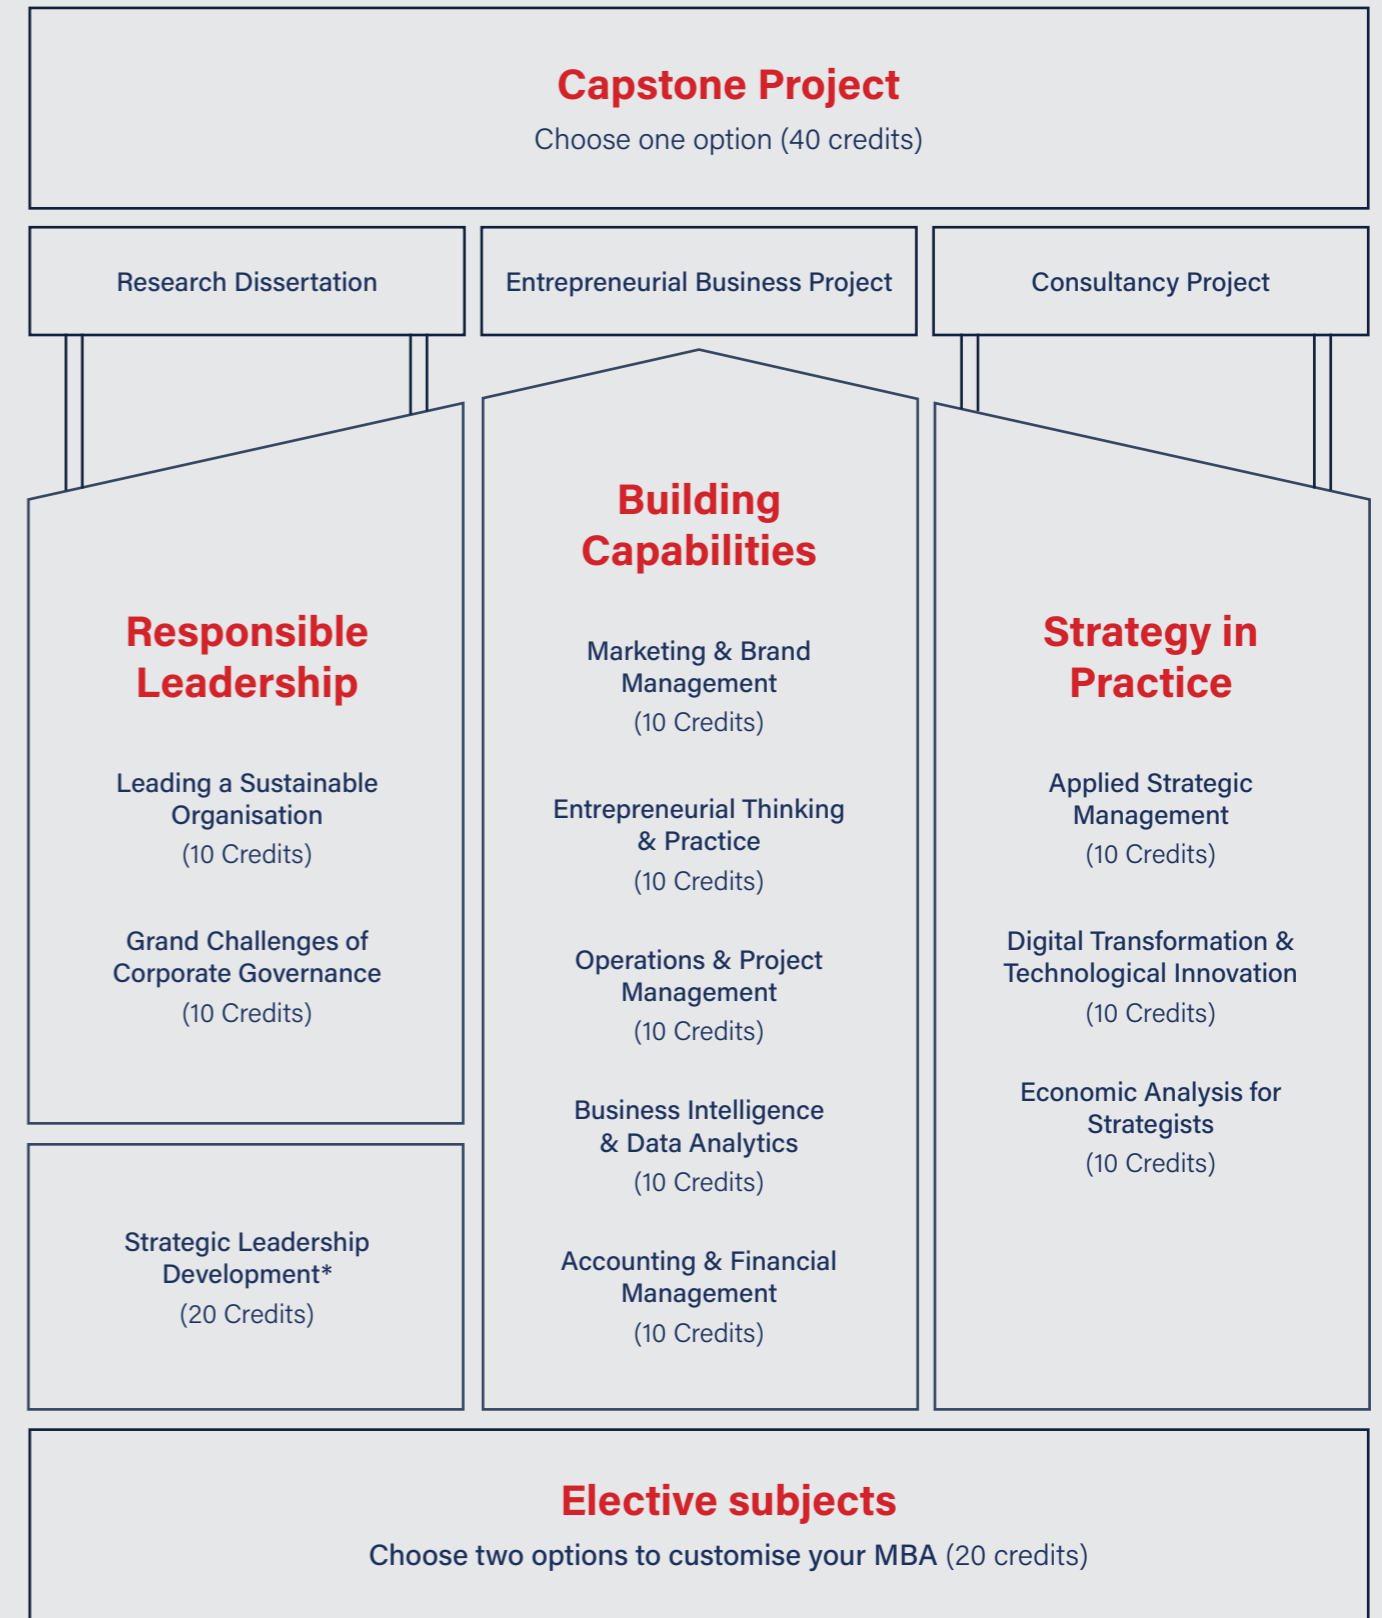 Capstone Project
Choose one option (40 credits)
Research Dissertation
Entrepreneurial Business Project
Consultancy Project
Responsible
Leadership
Leading a Sustainable
Organisation
(10 Credits)
Grand Challenges of
Corporate Governance
(10 Credits)
Strategic Leadership
Development*
(20 Credits)
Building
Capabilities
Marketing & Brand
Management
(10 Credits)
Entrepreneurial Thinking
& Practice
(10 Credits)
Operations & Project
Management
(10 Credits)
Business Intelligence
& Data Analytics
(10 Credits)
Accounting & Financial
Management
(10 Credits)
Strategy in
Practice
Applied Strategic
Management
(10 Credits)
Digital Transformation &
Technological Innovation
(10 Credits)
Economic Analysis for
Strategists
(10 Credits)
Elective subjects
Choose two options to customise your MBA (20 credits)